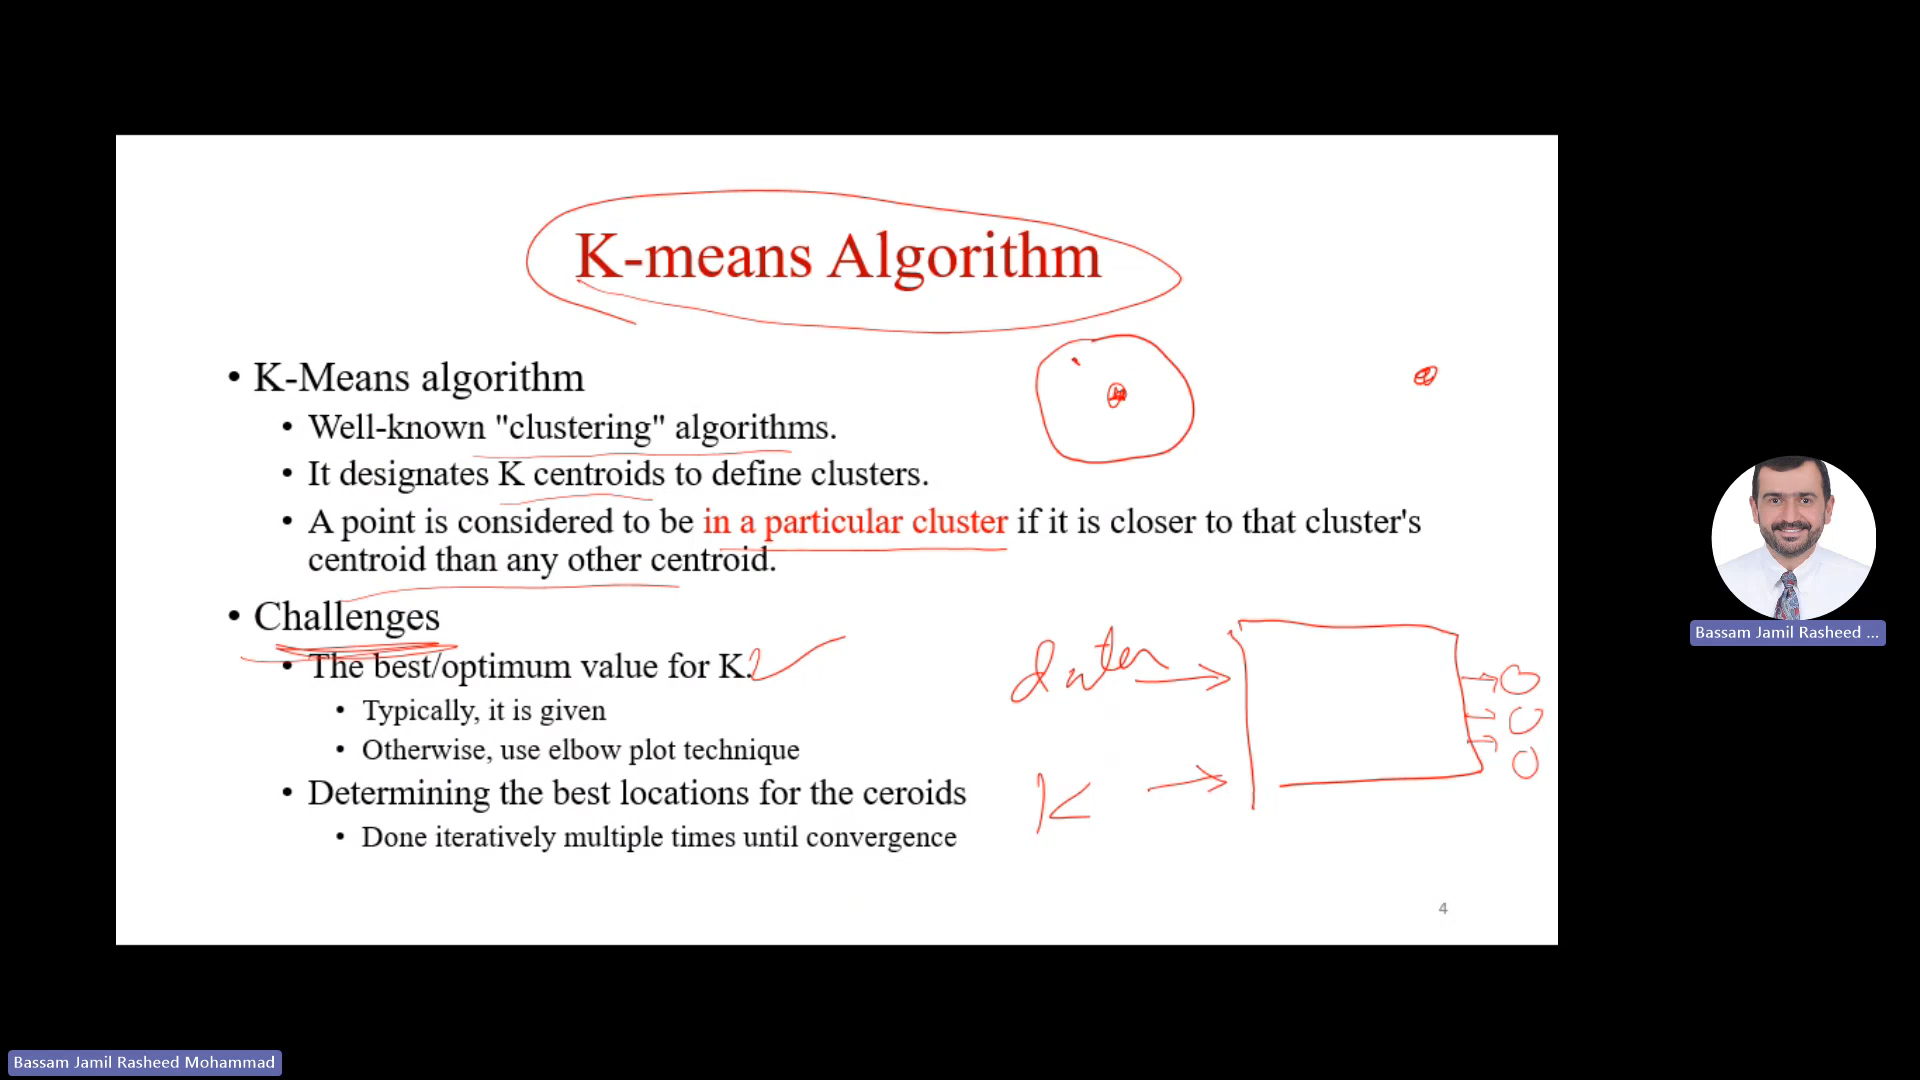 K-means Algorithm
• K-Means algorithm
• Well-known "clustering" algorithms.
• It designates K centroids to define clusters.
• A point is considered to be in a particular cluster if it is closer to that cluster's
centroid than any other centroid.
• Challenges
• The best/optimum value for K.
• Typically, it is given
• Otherwise, use elbow plot technique
• Determining the best locations for the ceroids
• Done iteratively multiple times until convergence
K
4
Bassam Jamil Rasheed ...
Bassam Jamil Rasheed Mohammad